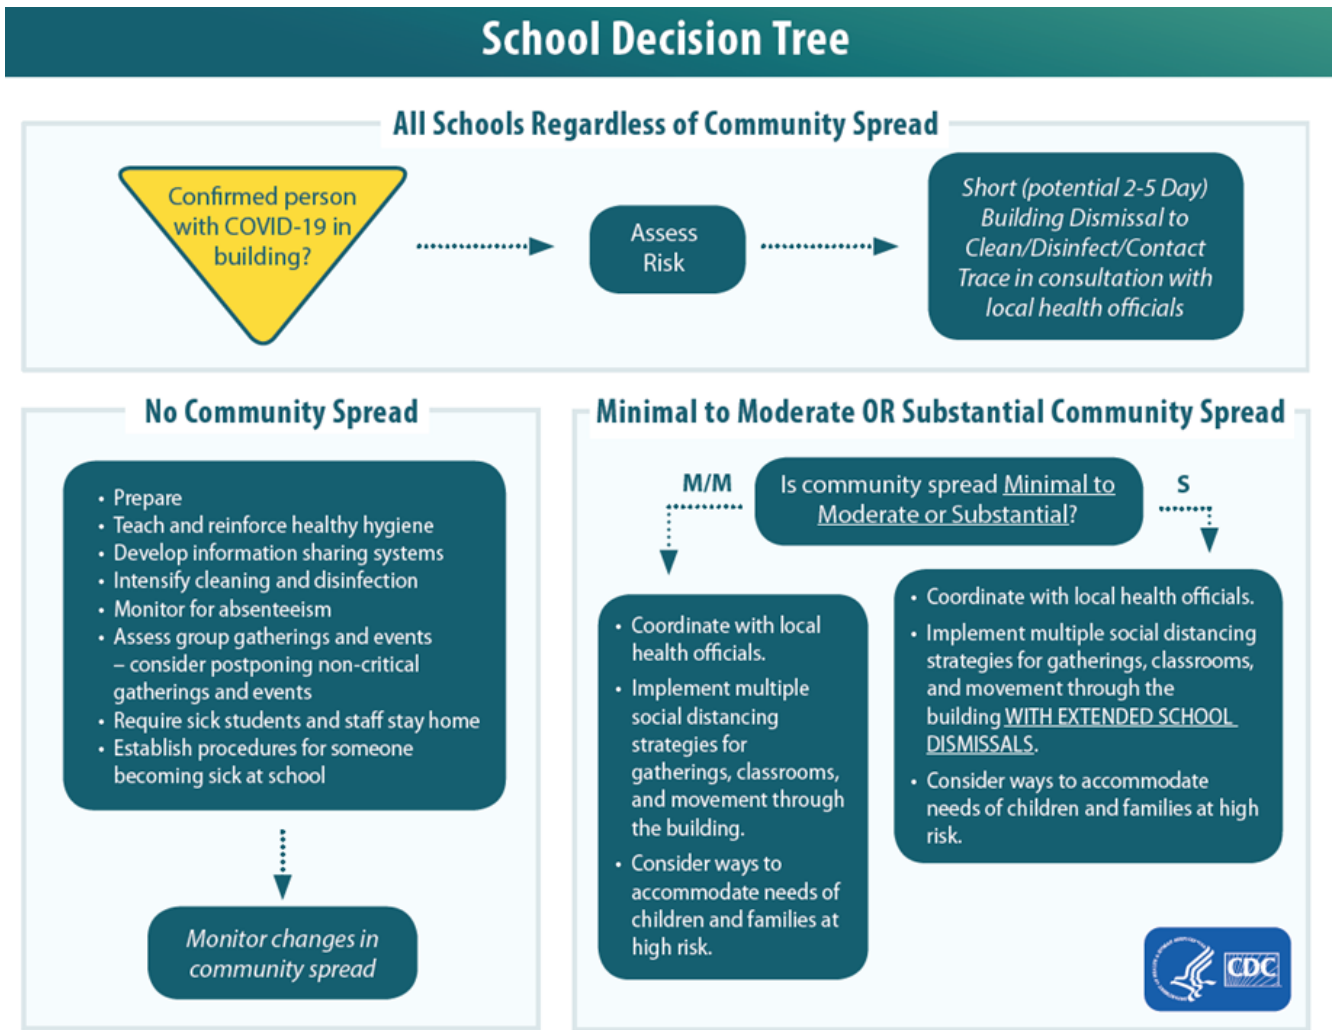 School Decision Tree
All Schools Regardless of Community Spread
Confirmed person
with COVID-19 in
building?
Assess
Risk
Short (potential 2-5 Day)
Building Dismissal to
Clean/Disinfect/Contact
Trace in consultation with
local health officials
No Community Spread
• Prepare
• Teach and reinforce healthy hygiene
• Develop information sharing systems
• Intensify cleaning and disinfection
• Monitor for absenteeism
• Assess group gatherings and events
– consider postponing non-critical
gatherings and events
• Require sick students and staff stay home
• Establish procedures for someone
becoming sick at school
Monitor changes in
community spread
Minimal to Moderate OR Substantial Community Spread
Is community spread Minimal to
Moderate or Substantial?
M/M
• Coordinate with local
health officials.
• Implement multiple
social distancing
strategies for
gatherings, classrooms,
and movement through
the building.
• Consider ways to
accommodate needs of
children and families at
high risk.
S
• Coordinate with local health officials.
• Implement multiple social distancing
strategies for gatherings, classrooms,
and movement through the
building WITH EXTENDED SCHOOL
DISMISSALS.
• Consider ways to accommodate
needs of children and families at high
risk.
CDC